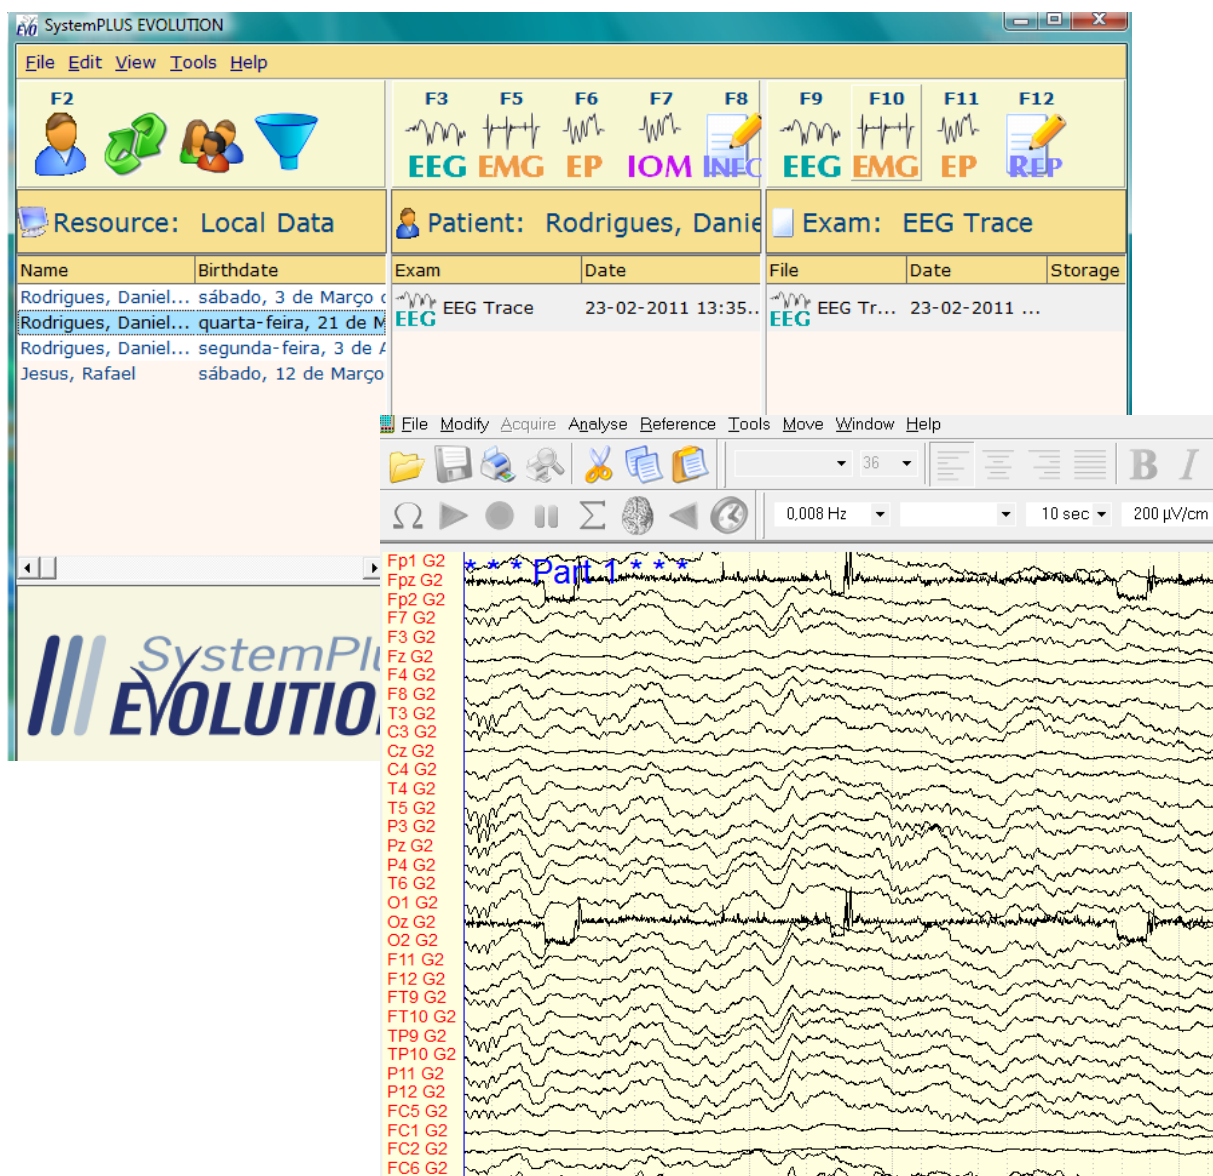 SystemPLUS EVOLUTION
File Edit View Tools Help
F2 F3 F5 F6 F7 F8 F9 F10 F11 F12
EEG EMG EP IOM INFO EEG EMG EP REP
Resource: Local Data
Patient: Rodrigues, Danie
Exam: EEG Trace
Name Birthdate Exam Date File Date Storage
Rodrigues, Daniel... sábado, 3 de Março
Rodrigues, Daniel... quarta-feira, 21 de M
Rodrigues, Daniel... segunda-feira, 3 de A
Jesus, Rafael sábado, 12 de Março
EEG EEG Trace 23-02-2011 13:35..
EEG EEG Tr... 23-02-2011 ...
SystemPl
EVOLUTIO
File Modify Acquire Analyse Reference Tools Move Window Help
36 B I
Ω Σ 0,008 Hz 10 sec 200 µV/cm
* * * Part 1 * * *
Fp1 G2
Fpz G2
Fp2 G2
F7 G2
F3 G2
Fz G2
F4 G2
F8 G2
T3 G2
C3 G2
Cz G2
C4 G2
T4 G2
T5 G2
P3 G2
Pz G2
P4 G2
T6 G2
O1 G2
Oz G2
O2 G2
F11 G2
F12 G2
FT9 G2
FT10 G2
TP9 G2
TP10 G2
P11 G2
P12 G2
FC5 G2
FC1 G2
FC2 G2
FC6 G2